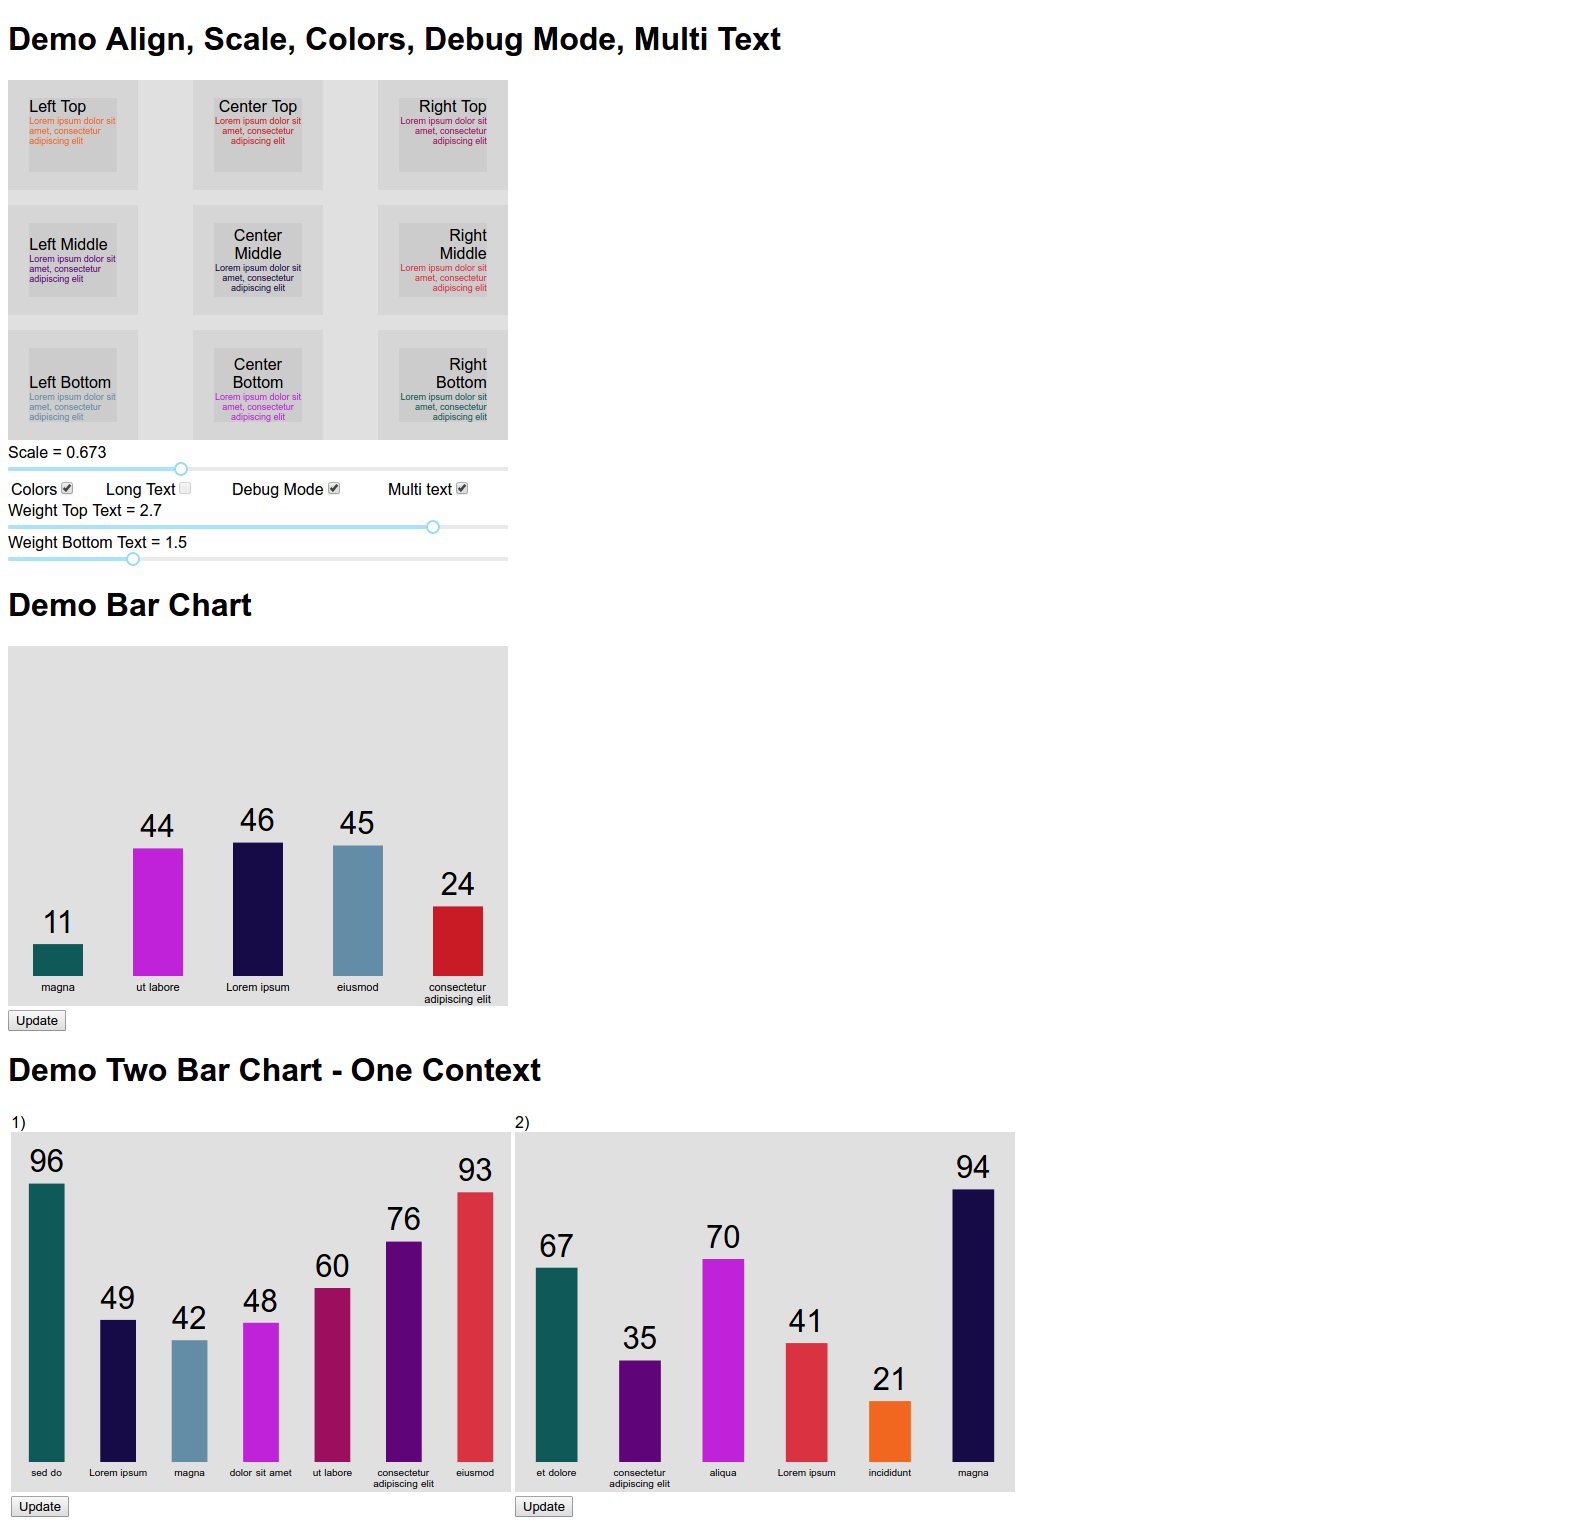 Demo Align, Scale, Colors, Debug Mode, Multi Text
Left Top
Lorem ipsum dolor sit
amet, consectetur
adipiscing elit
Center Top
Lorem ipsum dolor sit
amet, consectetur
adipiscing elit
Right Top
Lorem ipsum dolor sit
amet, consectetur
adipiscing elit
Left Middle
Lorem ipsum dolor sit
amet, consectetur
adipiscing elit
Center
Middle
Lorem ipsum dolor sit
amet, consectetur
adipiscing elit
Right
Middle
Lorem ipsum dolor sit
amet, consectetur
adipiscing elit
Left Bottom
Lorem ipsum dolor sit
amet, consectetur
adipiscing elit
Center
Bottom
Lorem ipsum dolor sit
amet, consectetur
adipiscing elit
Right
Bottom
Lorem ipsum dolor sit
amet, consectetur
adipiscing elit
Scale = 0.673
Colors Long Text Debug Mode Multi text
Weight Top Text = 2.7
Weight Bottom Text = 1.5
Demo Bar Chart
11
44
46
45
24
magna
ut labore
Lorem ipsum
eiusmod
consectetur
adipiscing elit
Update
Demo Two Bar Chart - One Context
1)
96
49
42
48
60
76
93
sed do
Lorem ipsum
magna
dolor sit amet
ut labore
consectetur
adipiscing elit
eiusmod
Update
2)
67
35
70
41
21
94
et dolore
consectetur
adipiscing elit
aliqua
Lorem ipsum
incididunt
magna
Update